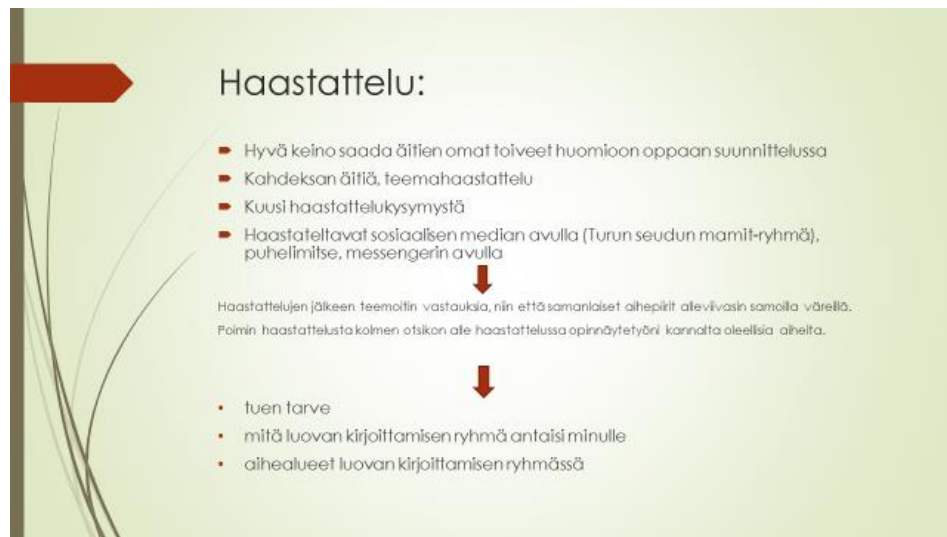 Haastattelu:
Hyvä keino saada äitien omat toiveet huomioon oppaan suunnittelussa
Kahdeksan äitiä, teemahaastattelu
Kuusi haastattelukysymystä
Haastateltavat sosiaalisen median avulla (Turun seudun mamit-ryhmä),
puhelimitse, messengerin avulla
Haastattelujen jälkeen teemoitin vastauksia, niin että samanlaiset aihepiirit alleviivasin samoilla väreillä.
Poimin haastattelusta kolmen otsikon alle haastattelussa opinnäytetyöni kannalta oleellisia aiheita.
tuen tarve
mitä luovan kirjoittamisen ryhmä antaisi minulle
aihealueet luovan kirjoittamisen ryhmässä